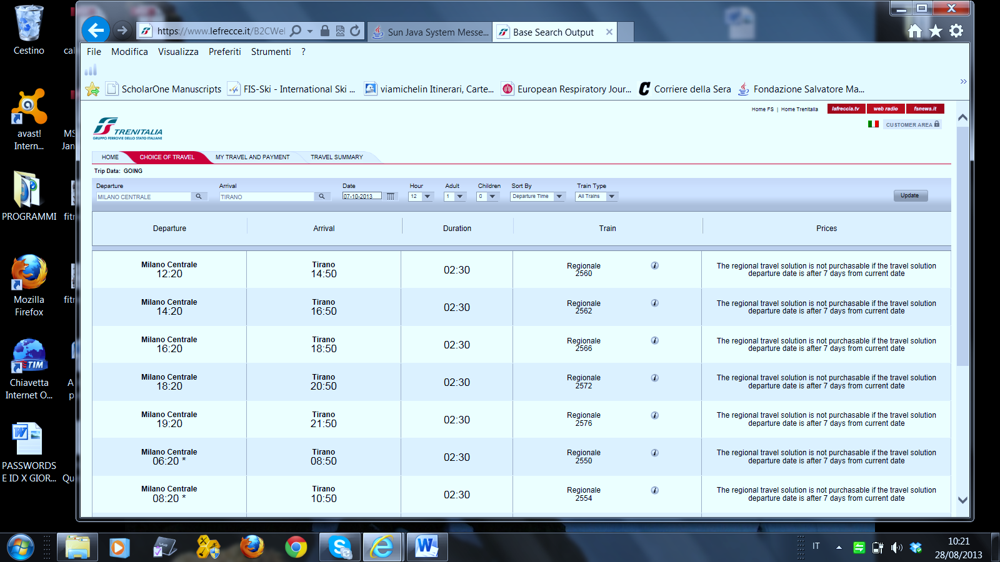 Cestino
cal
avast!
Intern...
MS
Jan
PROGRAMMI
fitr
Mozilla
Firefox
fitr
Chiavetta
Internet O...
A
p
PASSWORDS
E ID X GIOR...
Qu
https://www.lefrecce.it/B2CWel
Sun Java System Messe...
Base Search Output
File Modifica Visualizza Preferiti Strumenti ?
ScholarOne Manuscripts
FIS-Ski - International Ski ...
viamichelin Itinerari, Carte...
European Respiratory Jour...
Corriere della Sera
Fondazione Salvatore Ma...
Home FS | Home Trenitalia
lafreccia.tv
web radio
fsnews.it
CUSTOMER AREA
TRENITALIA
GRUPPO FERROVIE DELLO STATO ITALIANE
HOME
CHOICE OF TRAVEL
MY TRAVEL AND PAYMENT
TRAVEL SUMMARY
Trip Data: GOING
Departure Arrival Date Hour Adult Children Sort By Train Type
MILANO CENTRALE TIRANO 07-10-2013 12 1 0 Departure Time All Trains
Update
Departure Arrival Duration Train Prices
Milano Centrale Tirano Regionale The regional travel solution is not purchasable if the travel solution
12:20 14:50 02:30 2560 departure date is after 7 days from current date
Milano Centrale Tirano Regionale The regional travel solution is not purchasable if the travel solution
14:20 16:50 02:30 2562 departure date is after 7 days from current date
Milano Centrale Tirano Regionale The regional travel solution is not purchasable if the travel solution
16:20 18:50 02:30 2566 departure date is after 7 days from current date
Milano Centrale Tirano Regionale The regional travel solution is not purchasable if the travel solution
18:20 20:50 02:30 2572 departure date is after 7 days from current date
Milano Centrale Tirano Regionale The regional travel solution is not purchasable if the travel solution
19:20 21:50 02:30 2576 departure date is after 7 days from current date
Milano Centrale Tirano Regionale The regional travel solution is not purchasable if the travel solution
06:20 * 08:50 02:30 2550 departure date is after 7 days from current date
Milano Centrale Tirano Regionale The regional travel solution is not purchasable if the travel solution
08:20 * 10:50 02:30 2554 departure date is after 7 days from current date
IT
10:21
28/08/2013